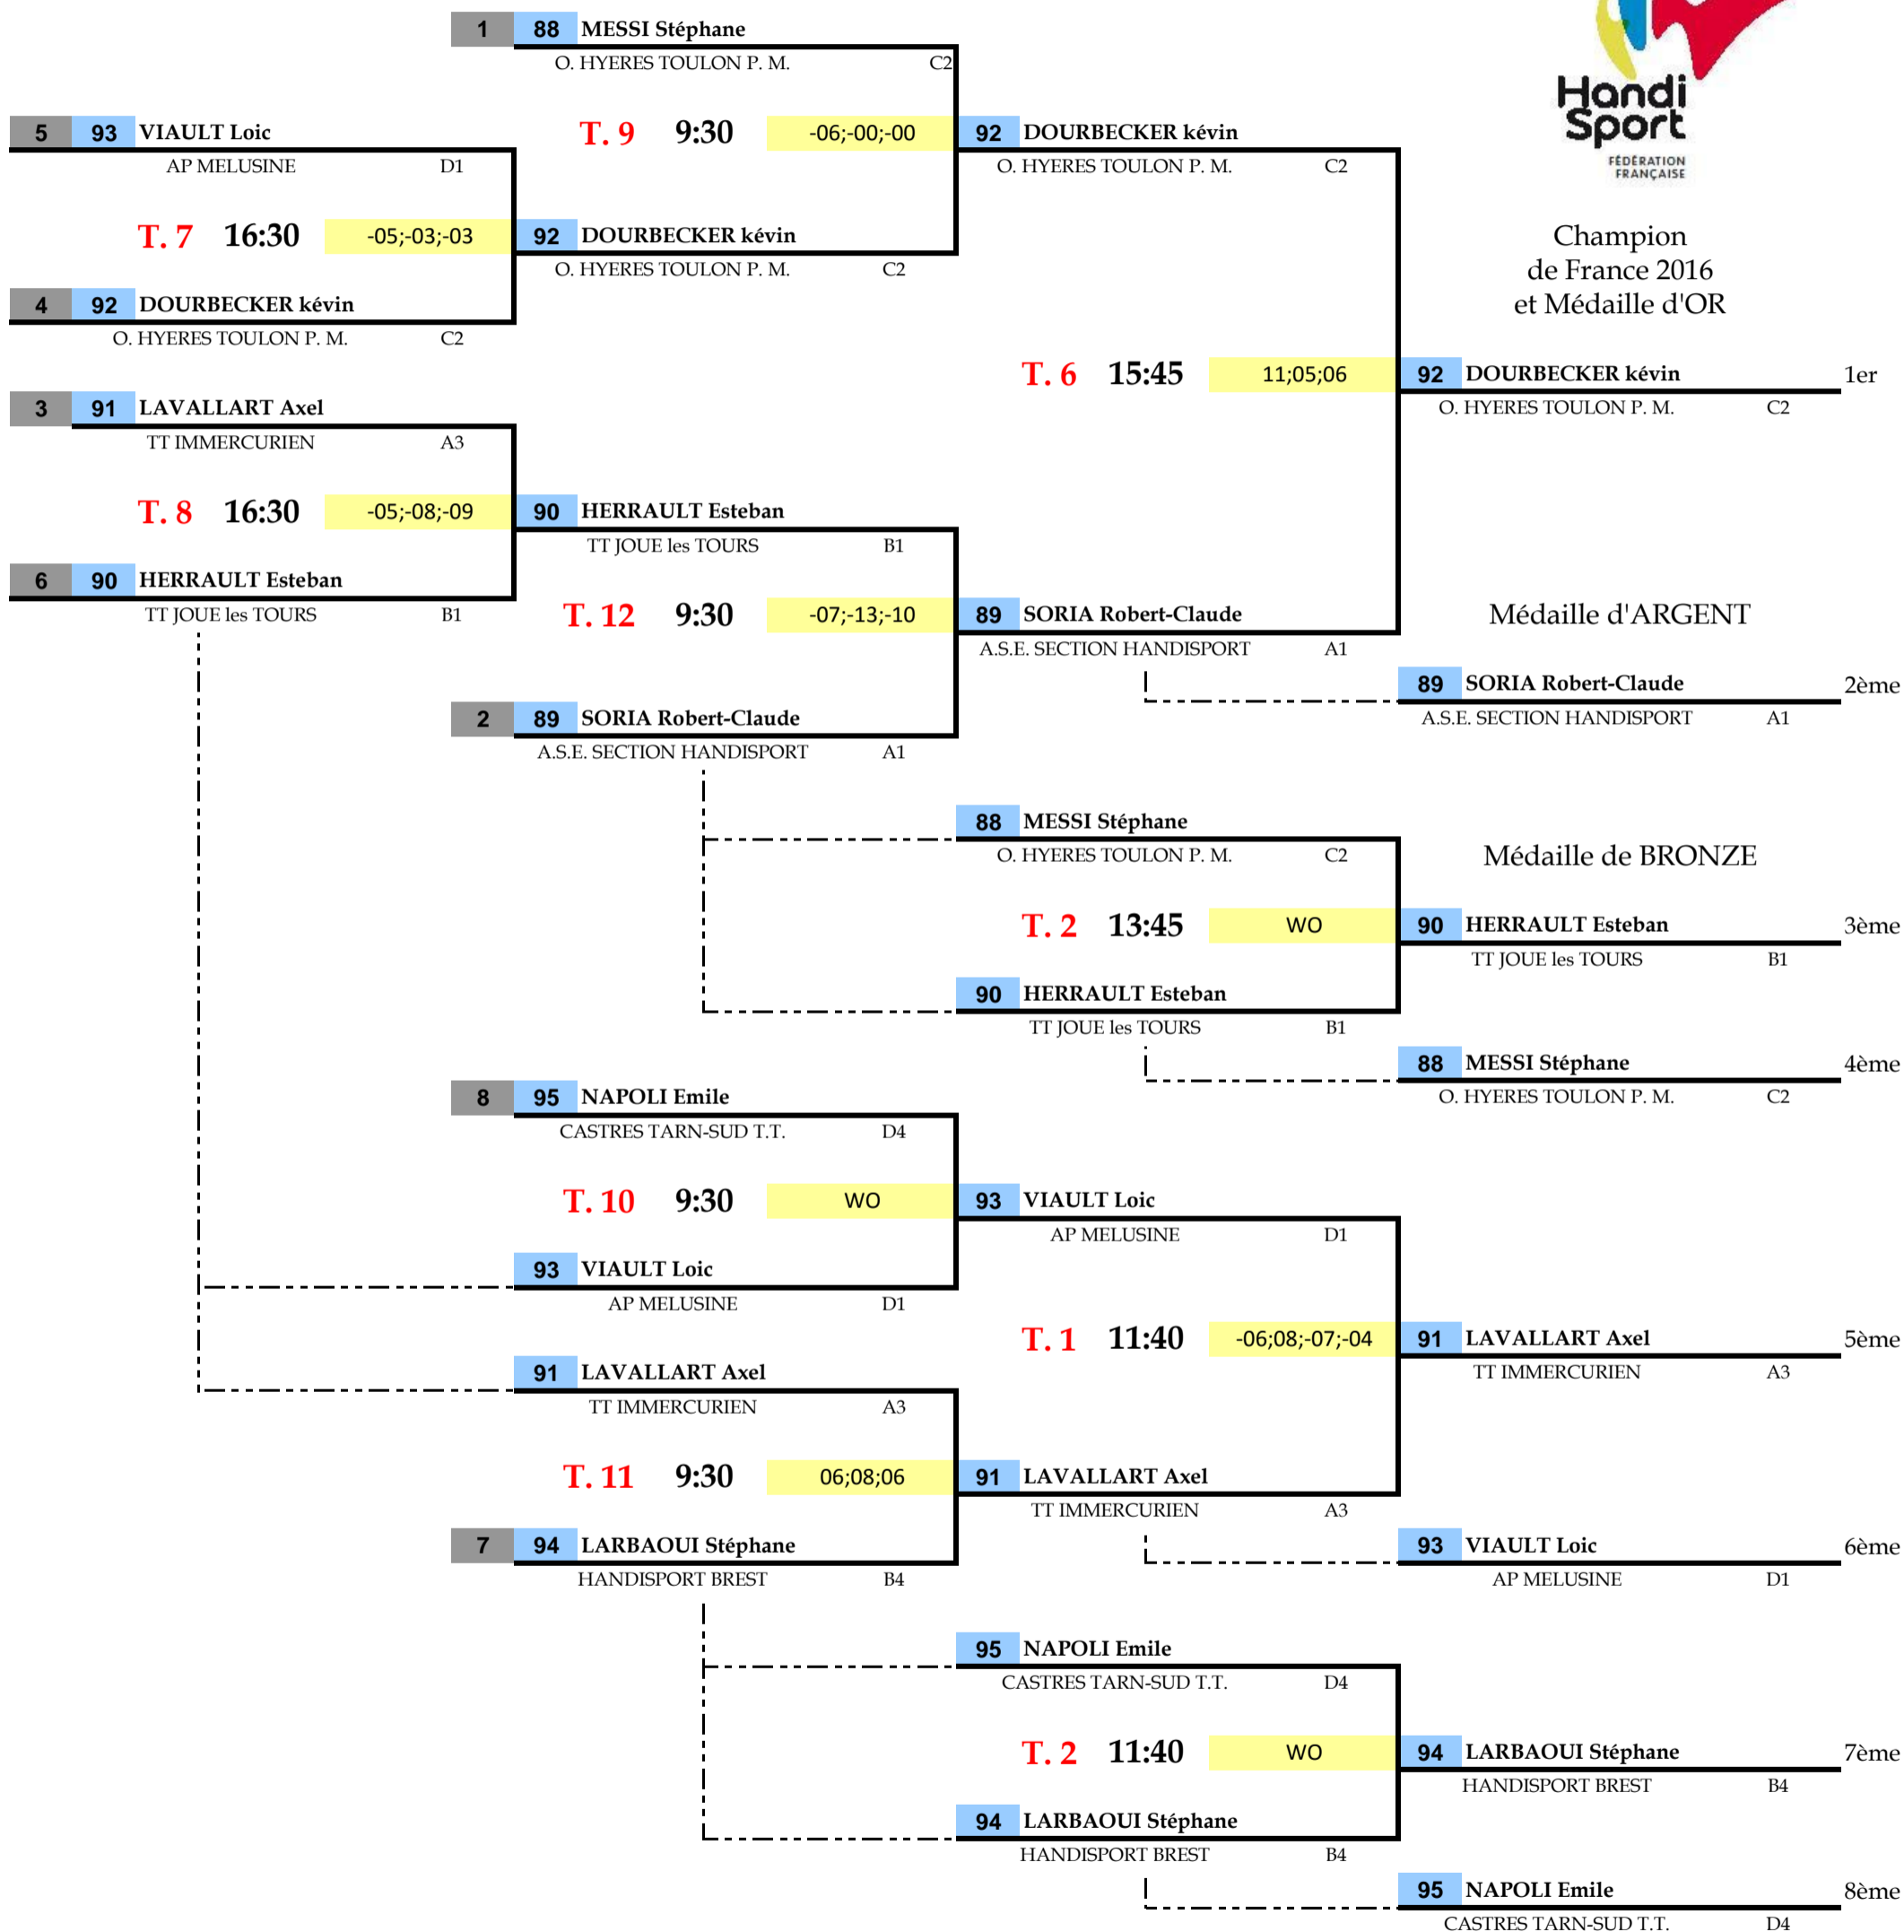 1 88 MESSI Stéphane
O. HYERES TOULON P. M. C2
Handi
Sport
FÉDÉRATION
FRANÇAISE
5 93 VIAULT Loic T. 9 9:30 -06;-00;-00 92 DOURBECKER kévin
AP MELUSINE D1 O. HYERES TOULON P. M. C2
T. 7 16:30 -05;-03;-03 92 DOURBECKER kévin
O. HYERES TOULON P. M. C2
Champion
de France 2016
et Médaille d'OR
4 92 DOURBECKER kévin
O. HYERES TOULON P. M. C2
T. 6 15:45 11;05;06 92 DOURBECKER kévin 1er
O. HYERES TOULON P. M. C2
3 91 LAVALLART Axel
TT IMMERCURIEN A3
T. 8 16:30 -05;-08;-09 90 HERRAULT Esteban
TT JOUE les TOURS B1
6 90 HERRAULT Esteban
TT JOUE les TOURS B1
T. 12 9:30 -07;-13;-10 89 SORIA Robert-Claude
A.S.E. SECTION HANDISPORT A1
Médaille d'ARGENT
89 SORIA Robert-Claude 2ème
A.S.E. SECTION HANDISPORT A1
2 89 SORIA Robert-Claude
A.S.E. SECTION HANDISPORT A1
88 MESSI Stéphane
O. HYERES TOULON P. M. C2
Médaille de BRONZE
T. 2 13:45 WO 90 HERRAULT Esteban 3ème
TT JOUE les TOURS B1
90 HERRAULT Esteban
TT JOUE les TOURS B1
88 MESSI Stéphane 4ème
O. HYERES TOULON P. M. C2
8 95 NAPOLI Emile
CASTRES TARN-SUD T.T. D4
T. 10 9:30 WO 93 VIAULT Loic
AP MELUSINE D1
93 VIAULT Loic
AP MELUSINE D1
T. 1 11:40 -06;08;-07;-04 91 LAVALLART Axel 5ème
TT IMMERCURIEN A3
91 LAVALLART Axel
TT IMMERCURIEN A3
T. 11 9:30 06;08;06 91 LAVALLART Axel
TT IMMERCURIEN A3
7 94 LARBAOUI Stéphane
HANDISPORT BREST B4
93 VIAULT Loic 6ème
AP MELUSINE D1
95 NAPOLI Emile
CASTRES TARN-SUD T.T. D4
T. 2 11:40 WO 94 LARBAOUI Stéphane 7ème
HANDISPORT BREST B4
94 LARBAOUI Stéphane
HANDISPORT BREST B4
95 NAPOLI Emile 8ème
CASTRES TARN-SUD T.T. D4